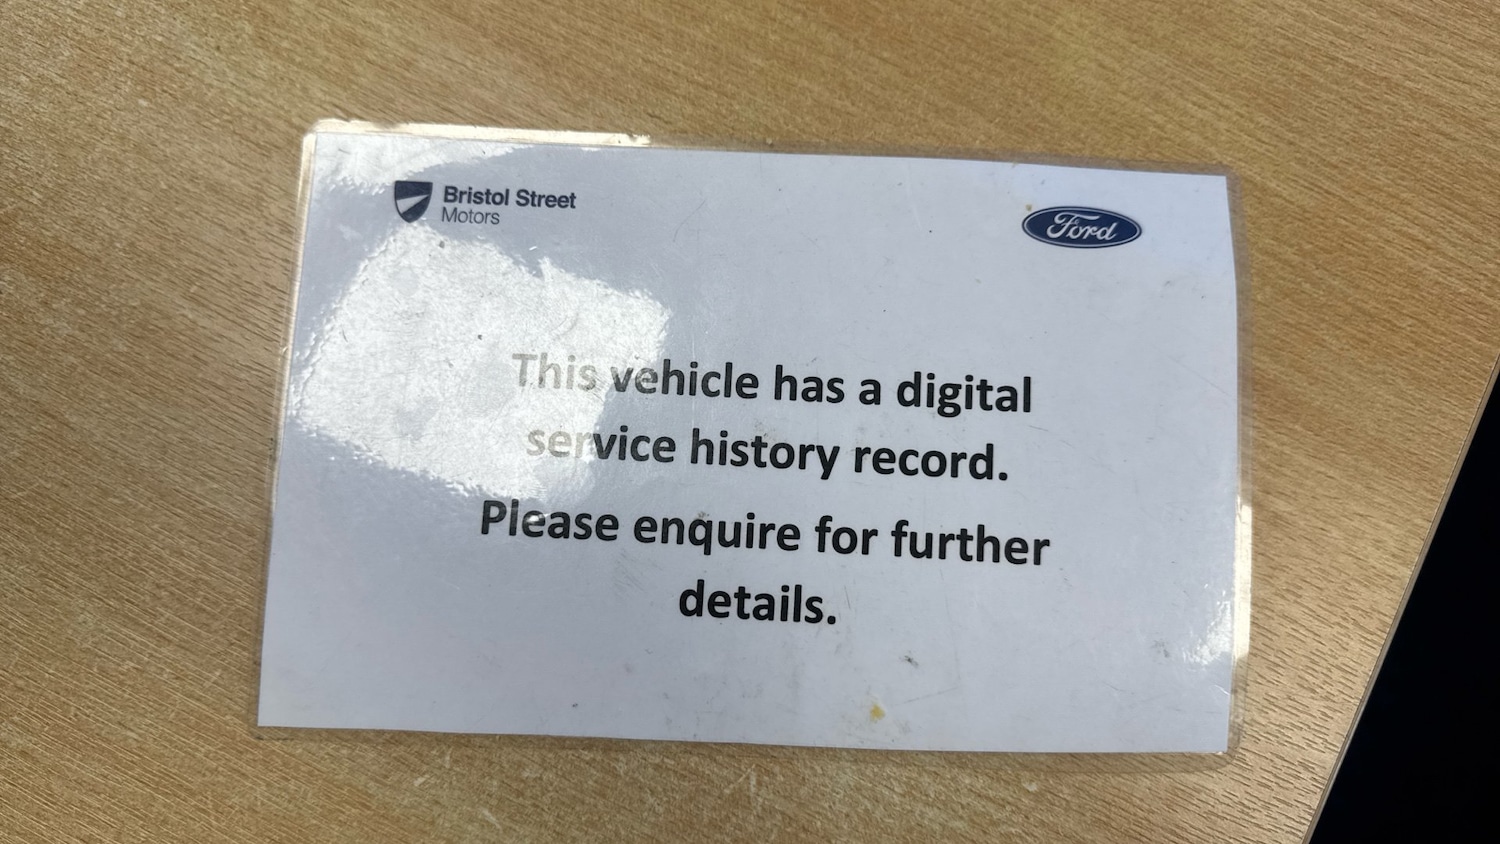 Bristol Street
Motors
Ford
This vehicle has a digital
service history record.
Please enquire for further
details.